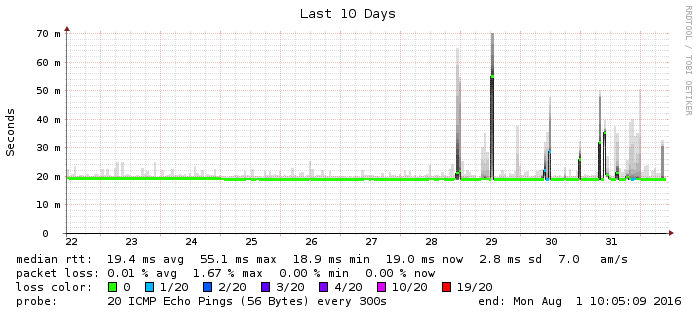 Last 10 Days
RRDTOOL / TOBI OETIKER
Seconds
70 m
60 m
50 m
40 m
30 m
20 m
10 m
0
22 23 24 25 26 27 28 29 30 31
median rtt: 19.4 ms avg 55.1 ms max 18.9 ms min 19.0 ms now 2.8 ms sd 7.0 am/s
packet loss: 0.01 % avg 1.67 % max 0.00 % min 0.00 % now
loss color: 0 1/20 2/20 3/20 4/20 10/20 19/20
probe: 20 ICMP Echo Pings (56 Bytes) every 300s end: Mon Aug 1 10:05:09 2016